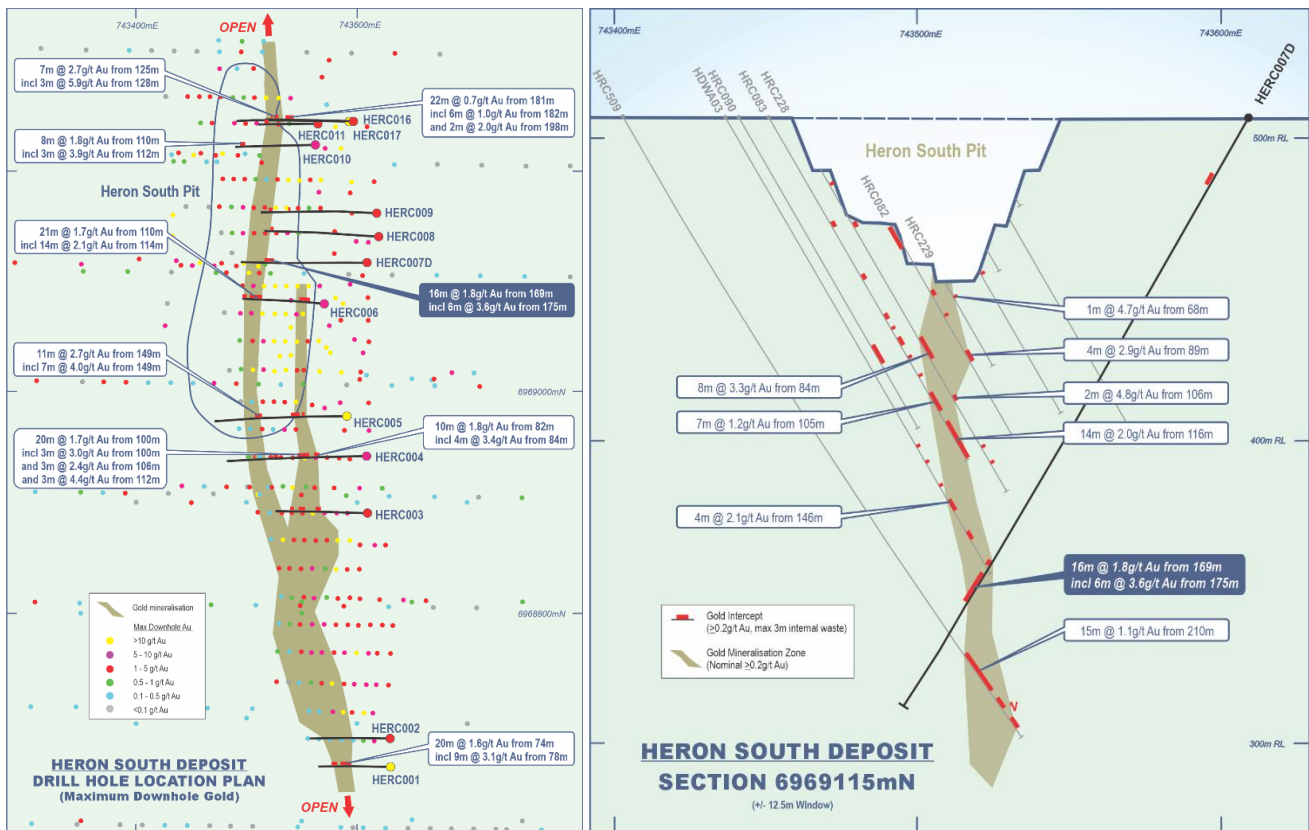 743400mE
OPEN
743600mE
7m @ 2.7g/t Au from 125m
incl 3m @ 5.9g/t Au from 128m
22m @ 0.7g/t Au from 181m
incl 6m @ 1.0g/t Au from 182m
and 2m @ 2.0g/t Au from 198m
HERC016
HERC011
HERC017
8m @ 1.8g/t Au from 110m
incl 3m @ 3.9g/t Au from 112m
HERC010
Heron South Pit
HERC009
21m @ 1.7g/t Au from 110m
incl 14m @ 2.1g/t Au from 114m
HERC008
HERC007D
16m @ 1.8g/t Au from 169m
incl 6m @ 3.6g/t Au from 175m
HERC006
11m @ 2.7g/t Au from 149m
incl 7m @ 4.0g/t Au from 149m
6969000mN
HERC005
20m @ 1.7g/t Au from 100m
incl 3m @ 3.0g/t Au from 100m
and 3m @ 2.4g/t Au from 106m
and 3m @ 4.4g/t Au from 112m
10m @ 1.8g/t Au from 82m
incl 4m @ 3.4g/t Au from 84m
HERC004
HERC003
Gold mineralisation
Max Downhole Au
>10 g/t Au
5 - 10 g/t Au
1 - 5 g/t Au
0.5 - 1 g/t Au
0.1 - 0.5 g/t Au
<0.1 g/t Au
6968800mN
HERC002
20m @ 1.6g/t Au from 74m
incl 9m @ 3.1g/t Au from 78m
HERC001
HERON SOUTH DEPOSIT
DRILL HOLE LOCATION PLAN
(Maximum Downhole Gold)
OPEN
743400mE
743500mE
743600mE
HRC509
HDWA03
HRC090
HRC083
HRC228
HERC007D
500m RL
Heron South Pit
HRC082
HRC229
1m @ 4.7g/t Au from 68m
4m @ 2.9g/t Au from 89m
8m @ 3.3g/t Au from 84m
2m @ 4.8g/t Au from 106m
7m @ 1.2g/t Au from 105m
14m @ 2.0g/t Au from 116m
400m RL
4m @ 2.1g/t Au from 146m
16m @ 1.8g/t Au from 169m
incl 6m @ 3.6g/t Au from 175m
Gold Intercept
(≥0.2g/t Au, max 3m internal waste)
Gold Mineralisation Zone
(Nominal ≥0.2g/t Au)
15m @ 1.1g/t Au from 210m
N
300m RL
HERON SOUTH DEPOSIT
SECTION 6969115mN
(+/- 12.5m Window)